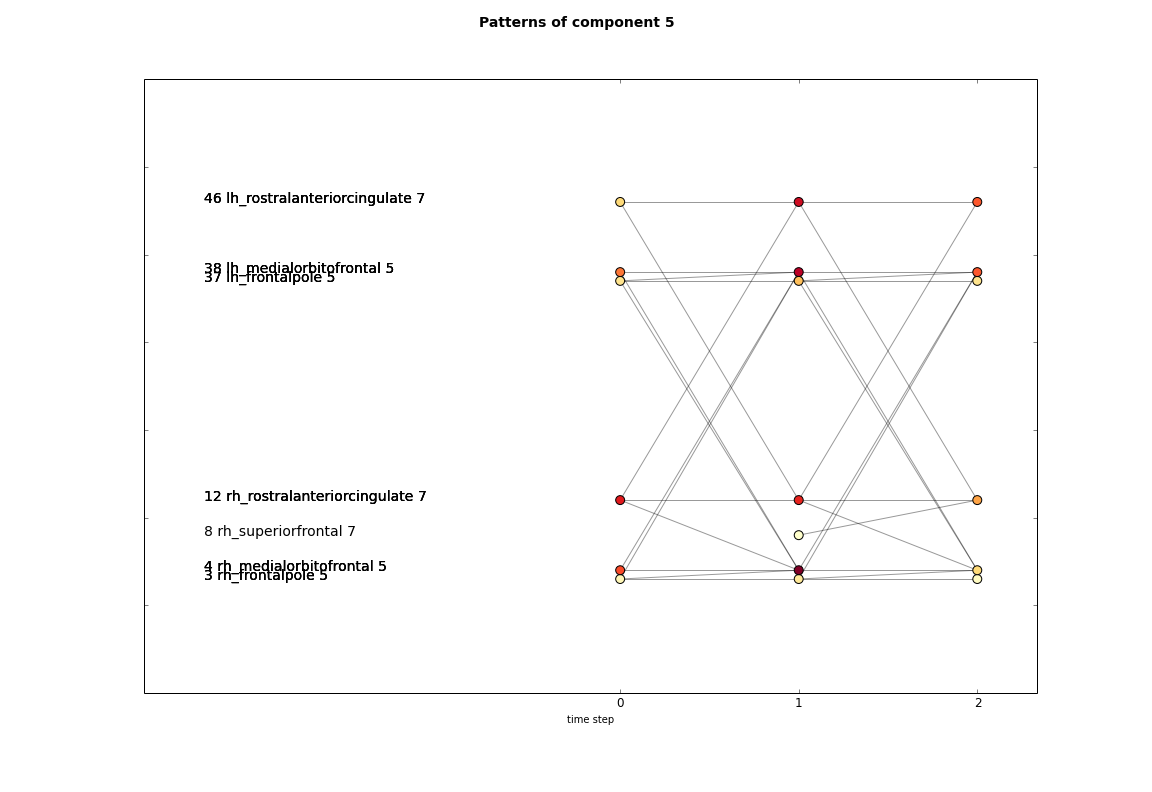 Patterns of component 5
46 lh_rostralanteriorcingulate 7
38 lh_medialorbitofrontal 5
37 lh_frontalpole 5
12 rh_rostralanteriorcingulate 7
8 rh_superiorfrontal 7
4 rh_medialorbitofrontal 5
3 rh_frontalpole 5
0 1 2
time step